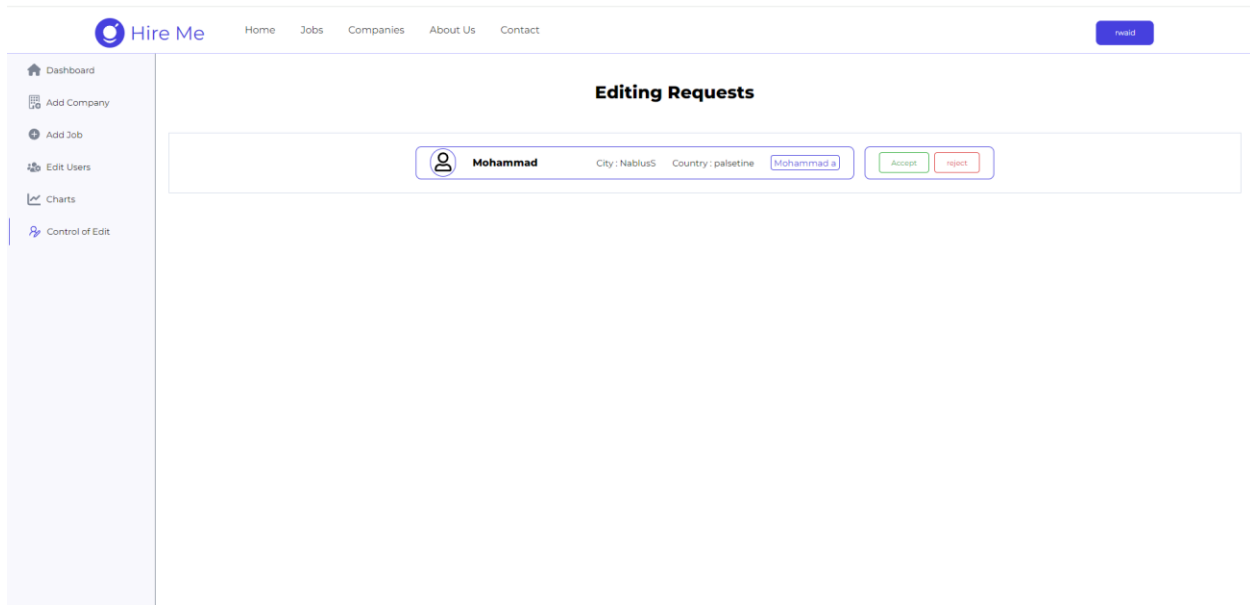 Hire Me Home Jobs Companies About Us Contact rwaid
Dashboard
Add Company
Add Job
Edit Users
Charts
Control of Edit
Editing Requests
Mohammad City : NablusS Country : palsetine Mohammad a Accept reject